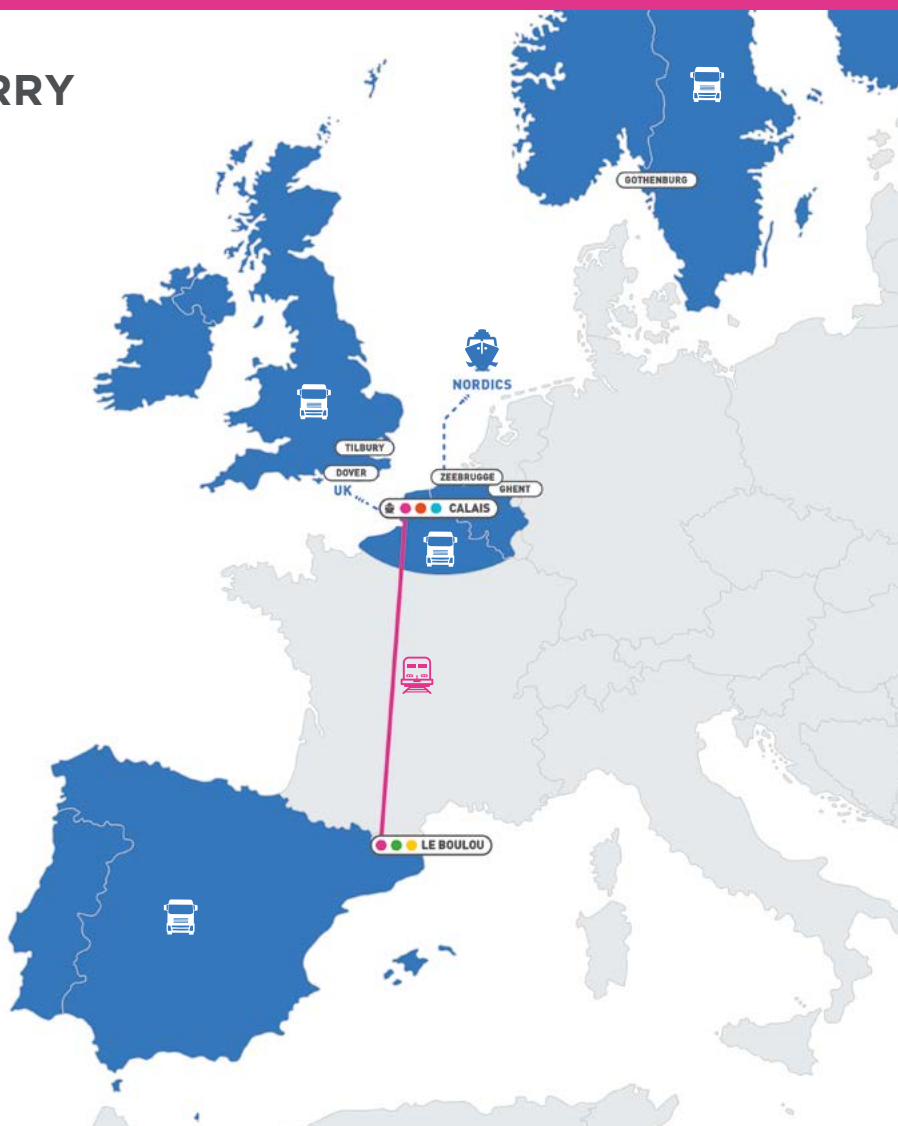 RRY
GOTHENBURG
NORDICS
TILBURY
DOVER
ZEEBRUGGE
GHENT
UK
CALAIS
LE BOULOU